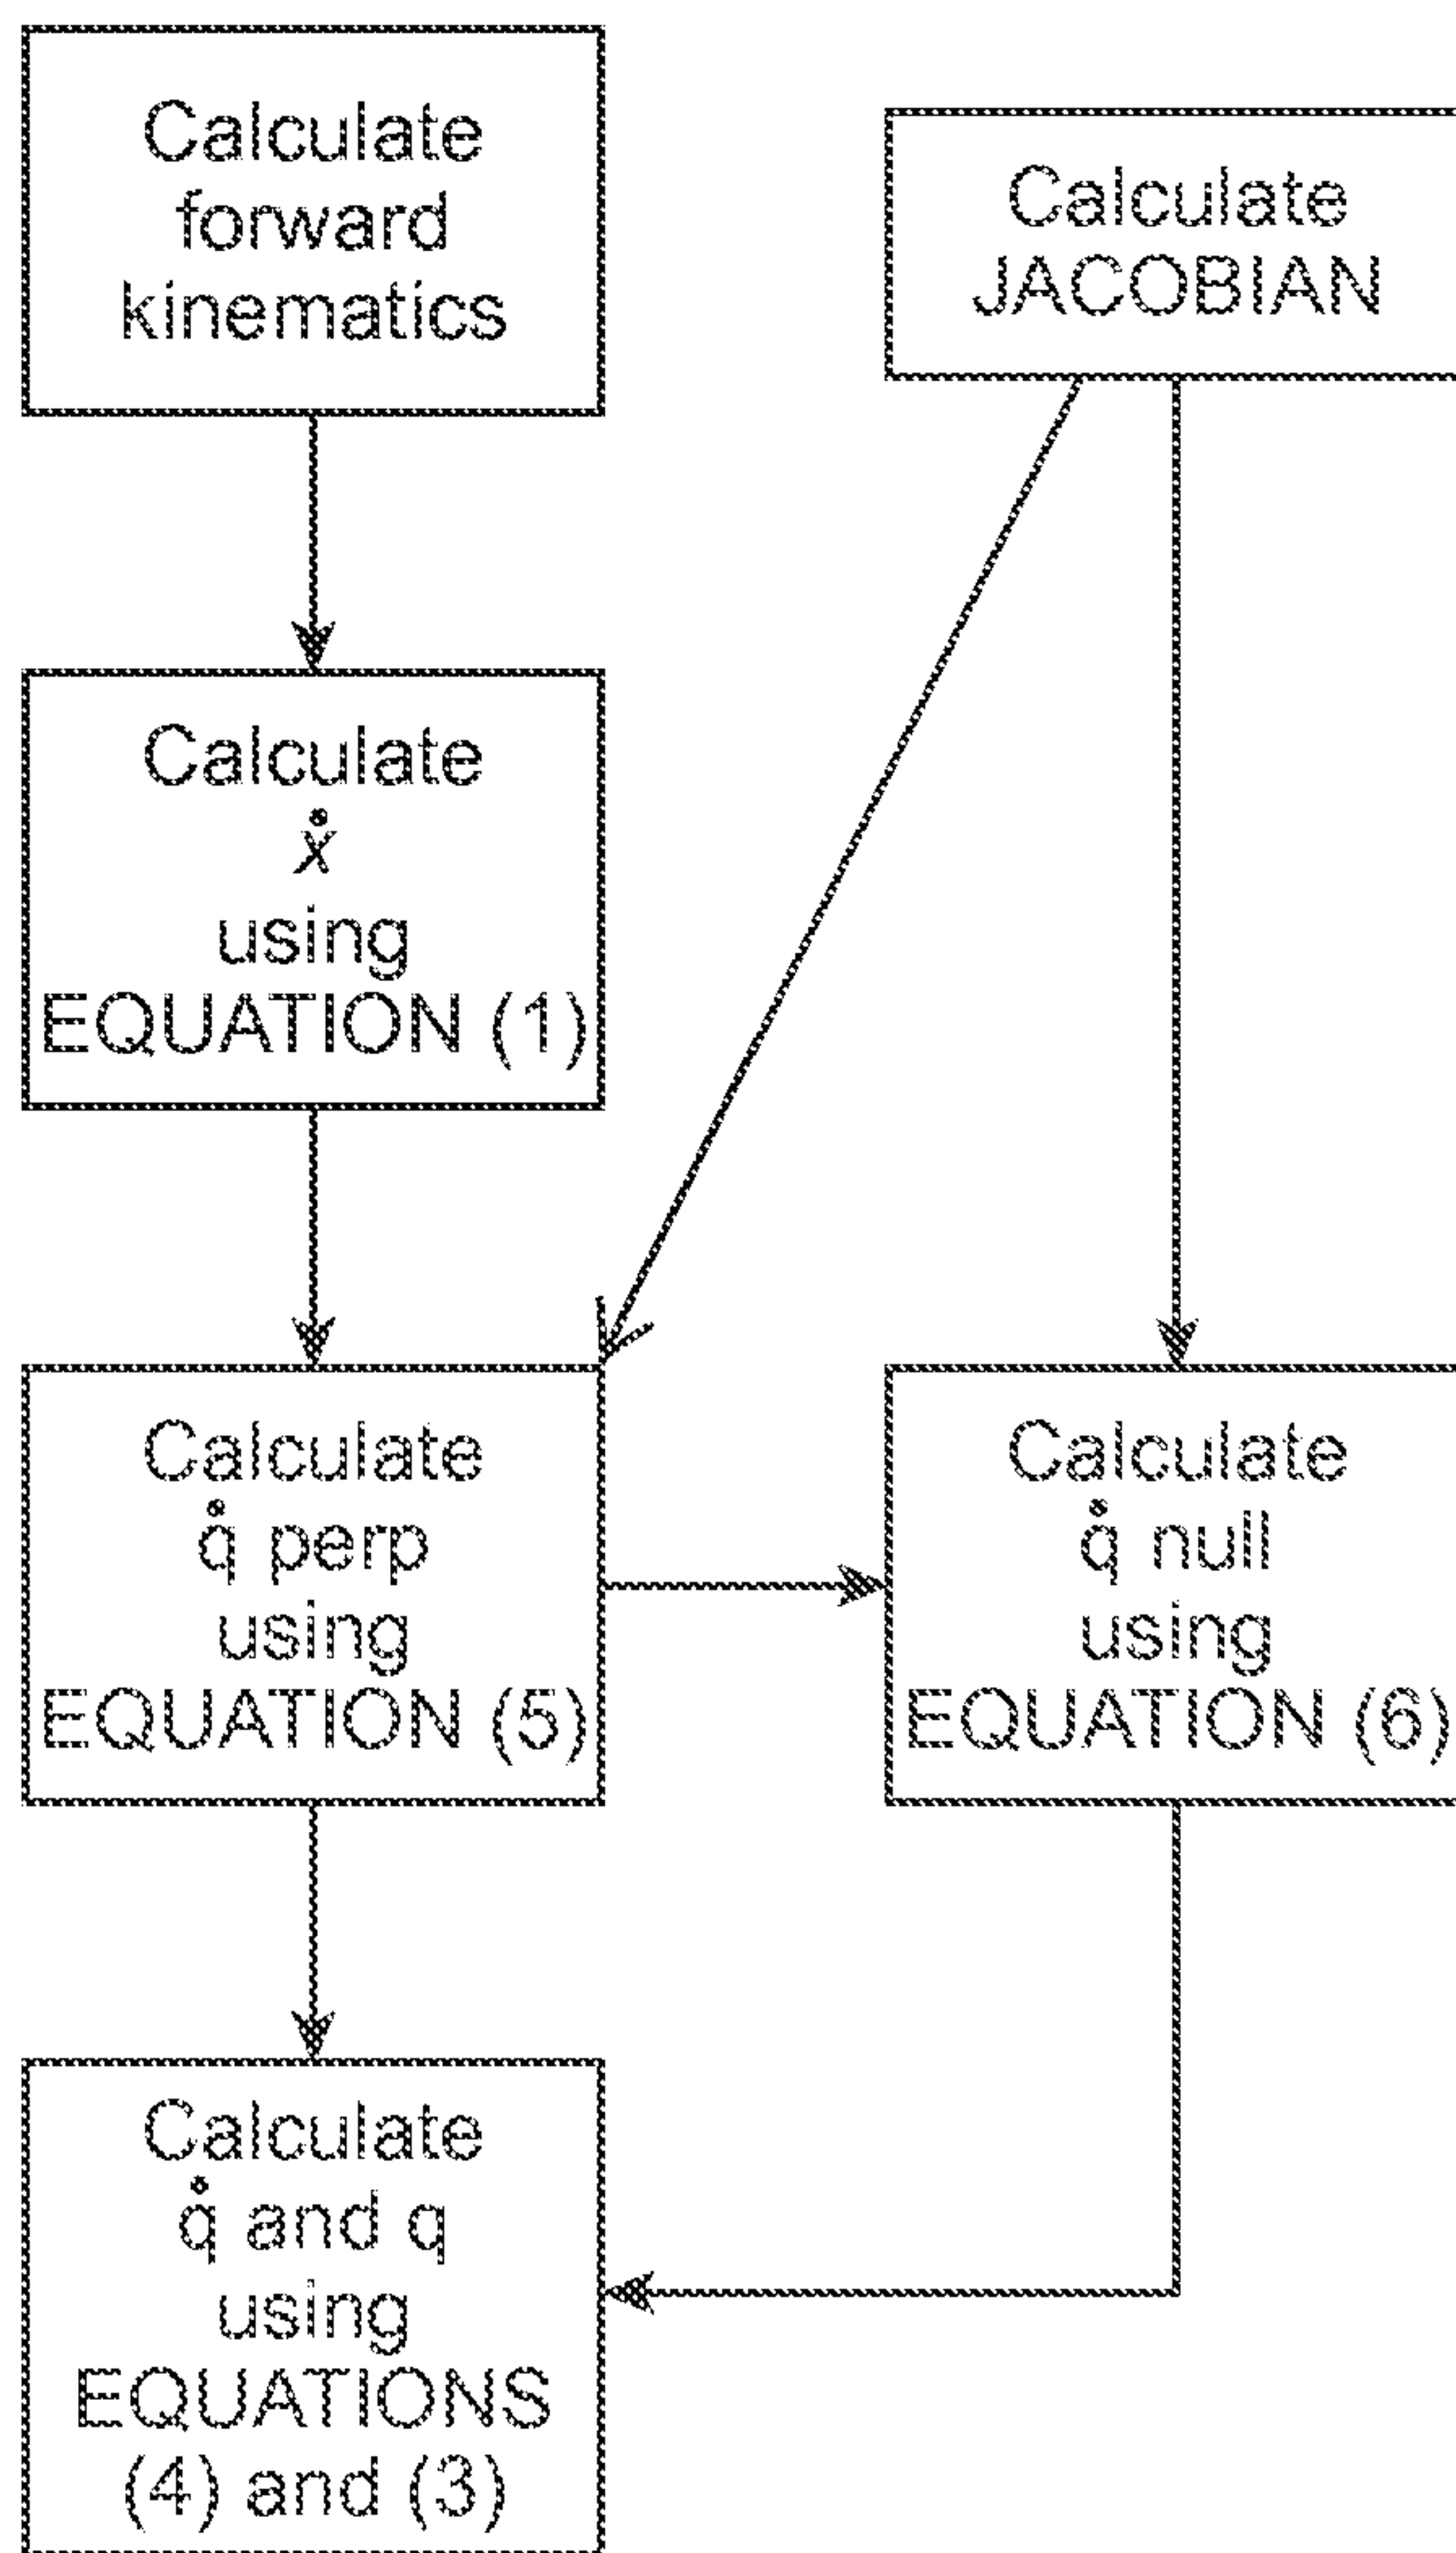 Calculate
forward
kinematics
Calculate
JACOBIAN
Calculate
ẋ
using
EQUATION (1)
Calculate
q̇ perp
using
EQUATION (5)
Calculate
q̇ null
using
EQUATION (6)
Calculate
q̇ and q
using
EQUATIONS
(4) and (3)